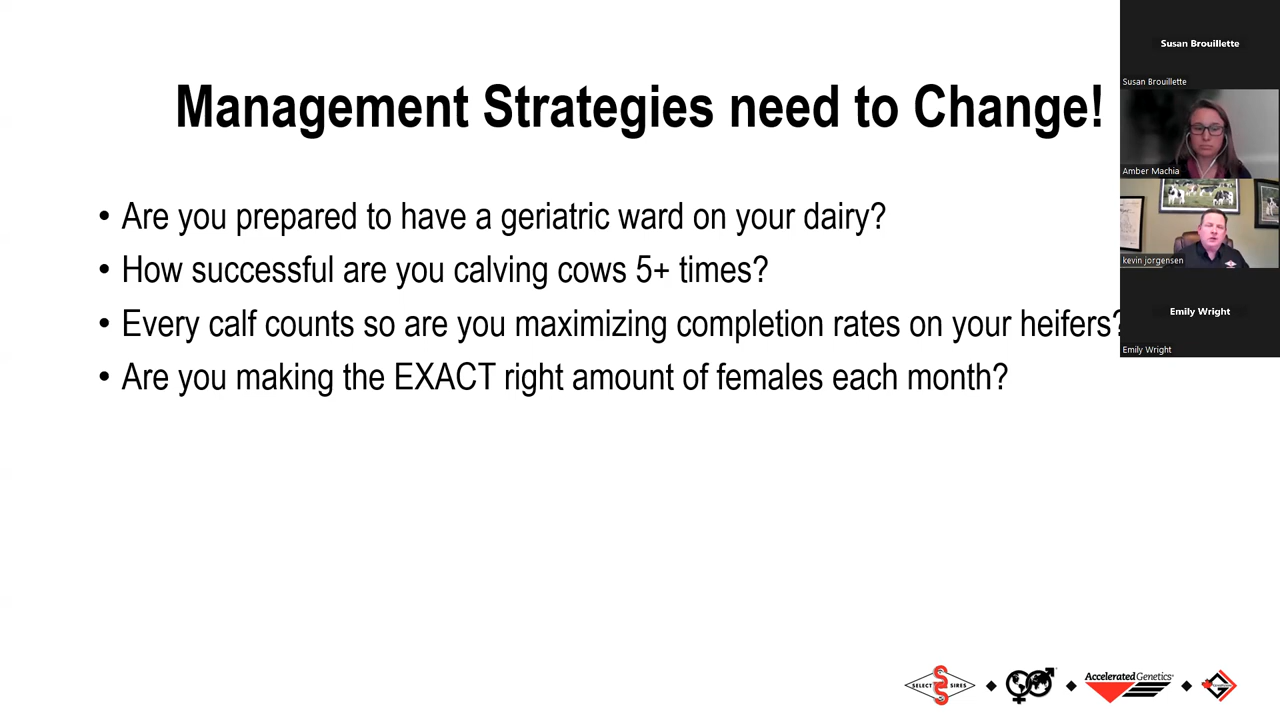 Management Strategies need to Change!
• Are you prepared to have a geriatric ward on your dairy?
• How successful are you calving cows 5+ times?
• Every calf counts so are you maximizing completion rates on your heifers?
• Are you making the EXACT right amount of females each month?
Susan Brouillette
Susan Brouillette
Amber Machia
kevin jorgensen
Emily Wright
Emily Wright
SELECT SIRES
Accelerated Genetics